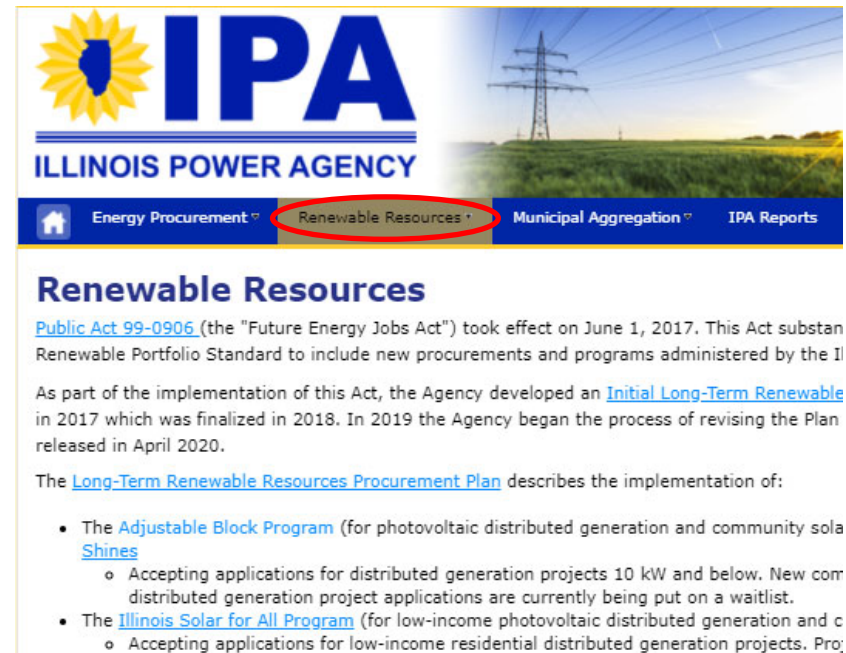 IPA
ILLINOIS POWER AGENCY
Energy Procurement Renewable Resources Municipal Aggregation IPA Reports
Renewable Resources
Public Act 99-0906 (the "Future Energy Jobs Act") took effect on June 1, 2017. This Act
Renewable Portfolio Standard to include new procurements and programs administered by the
As part of the implementation of this Act, the Agency developed an Initial Long-Term Renewable
in 2017 which was finalized in 2018. In 2019 the Agency began the process of revising the Plan
released in April 2020.
The Long-Term Renewable Resources Procurement Plan describes the implementation of:
• The Adjustable Block Program (for photovoltaic distributed generation and community
Shines
o Accepting applications for distributed generation projects 10 kW and below. New
distributed generation project applications are currently being put on a waitlist.
• The Illinois Solar for All Program (for low-income photovoltaic distributed generation and
o Accepting applications for low-income residential distributed generation projects.